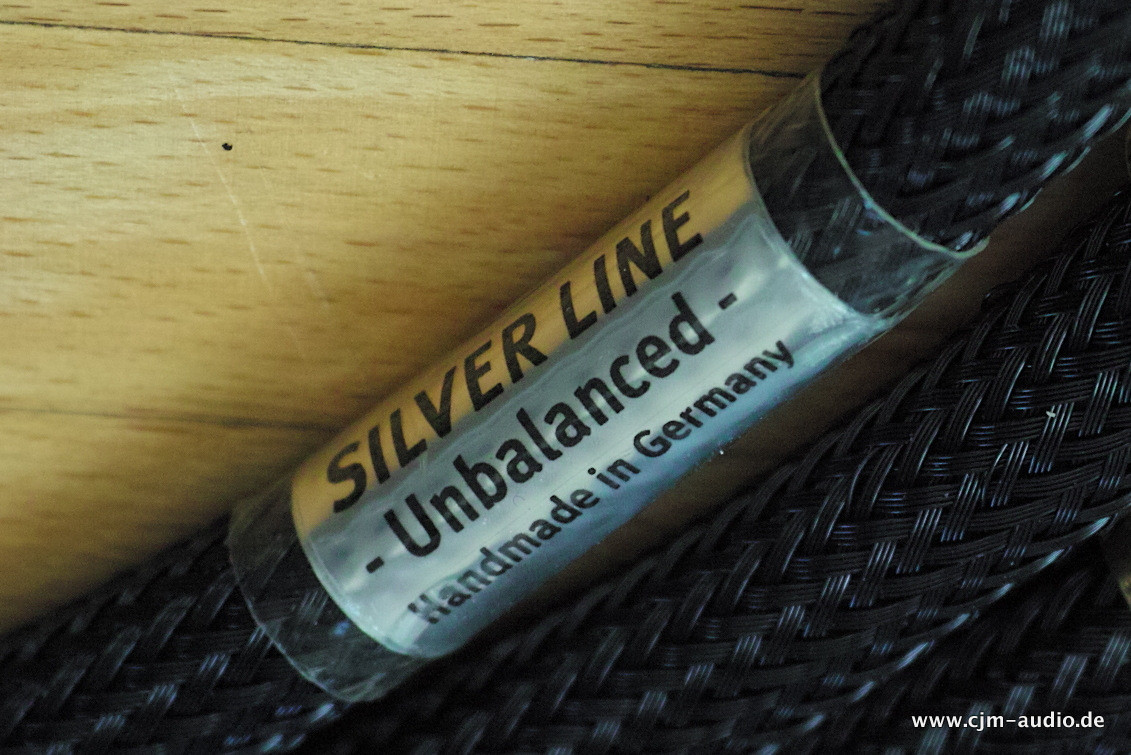 SILVER LINE
- Unbalanced -
Handmade in Germany
www.cjm-audio.de